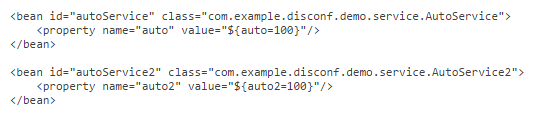 <bean id="autoService" class="com.example.disconf.demo.service.AutoService">
    <property name="auto" value="${auto=100}"/>
</bean>
<bean id="autoService2" class="com.example.disconf.demo.service.AutoService2">
    <property name="auto2" value="${auto2=100}"/>
</bean>